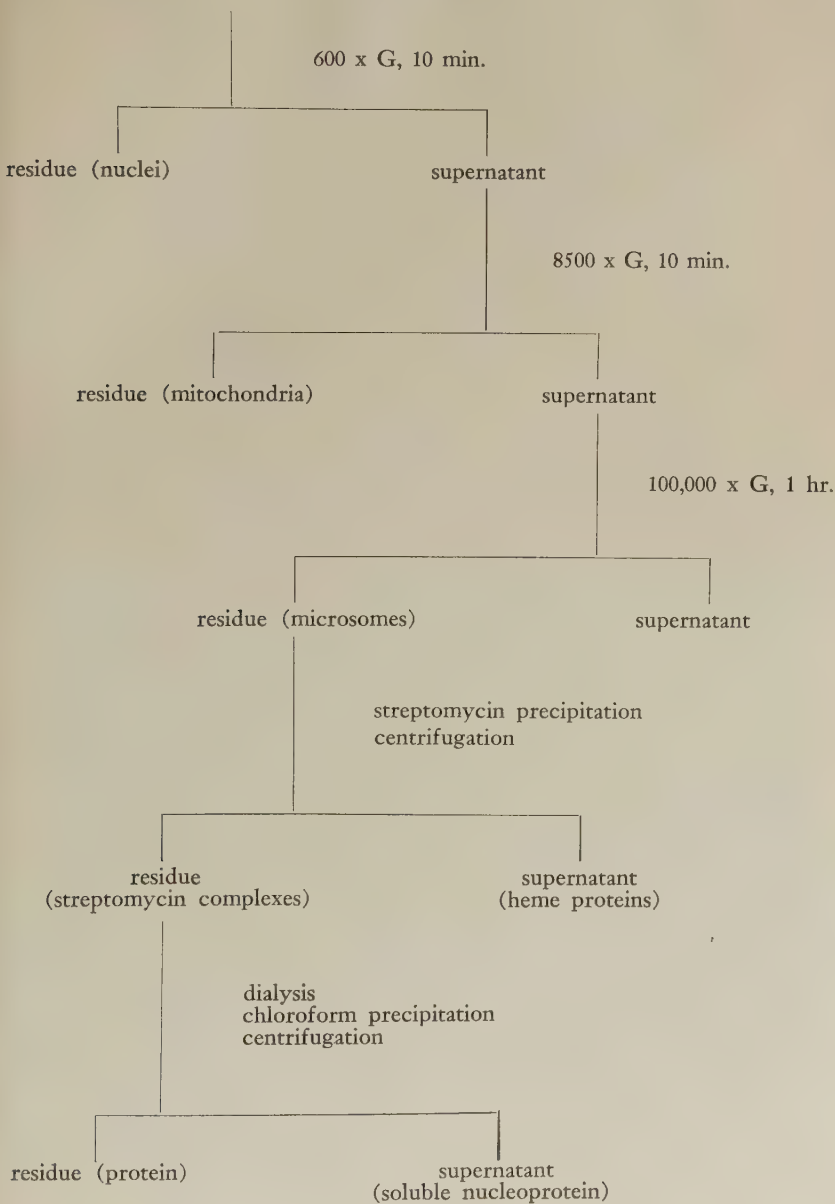 600 x G, 10 min.
residue (nuclei)
supernatant
8500 x G, 10 min.
residue (mitochondria)
supernatant
100,000 x G, 1 hr.
residue (microsomes)
supernatant
streptomycin precipitation
centrifugation
residue
(streptomycin complexes)
supernatant
(heme proteins)
dialysis
chloroform precipitation
centrifugation
residue (protein)
supernatant
(soluble nucleoprotein)